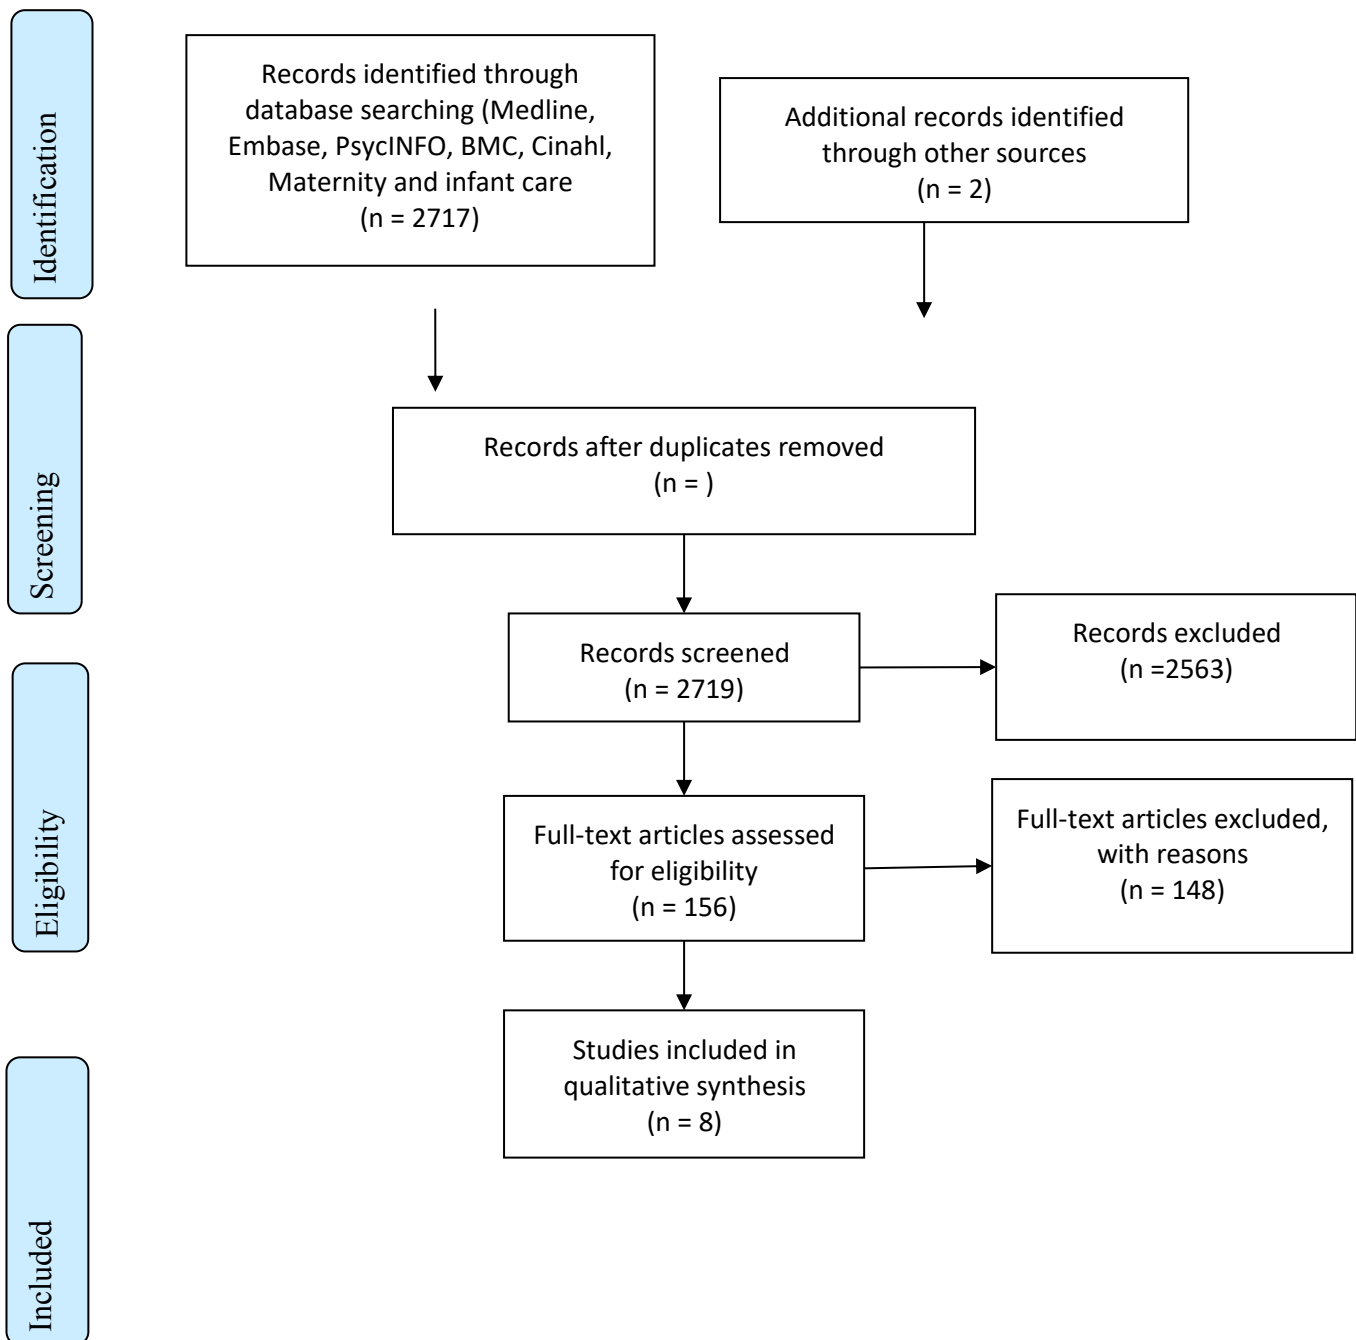 Identification
Records identified through
database searching (Medline,
Embase, PsycINFO, BMC, Cinahl,
Maternity and infant care
(n = 2717)
Additional records identified
through other sources
(n = 2)
Screening
Records after duplicates removed
(n = )
Records screened
(n = 2719)
Records excluded
(n =2563)
Eligibility
Full-text articles assessed
for eligibility
(n = 156)
Full-text articles excluded,
with reasons
(n = 148)
Included
Studies included in
qualitative synthesis
(n = 8)